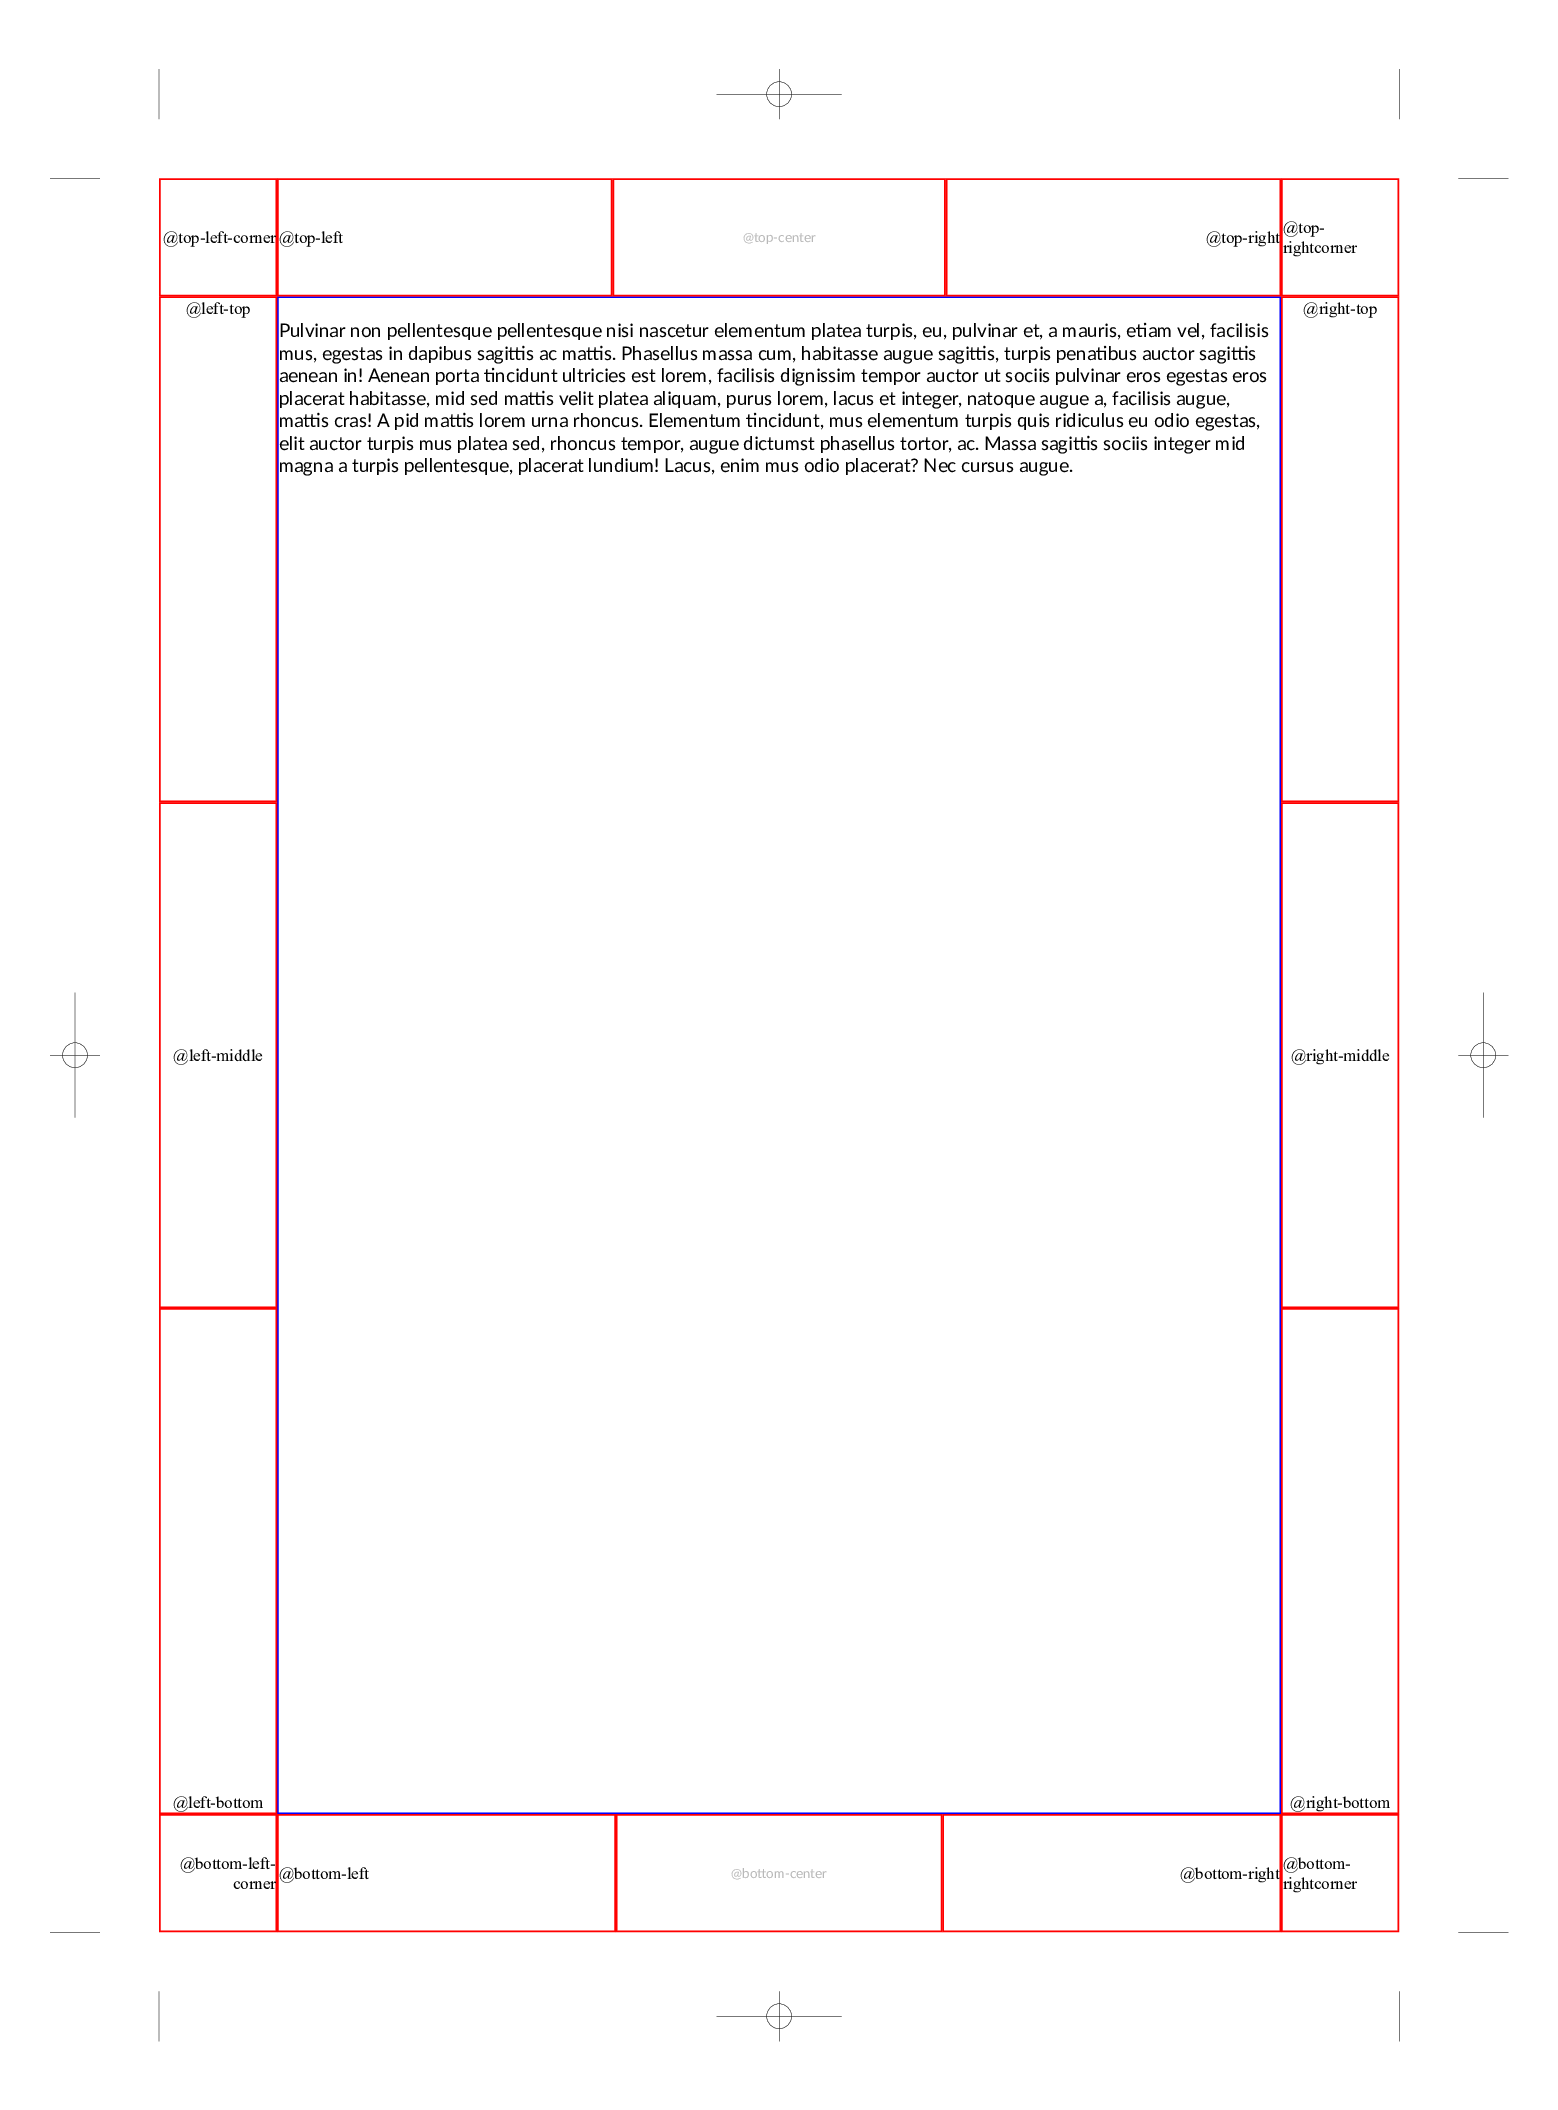 @top-left-corner
@top-left
@top-center
@top-right
@top-
rightcorner
@left-top
@right-top
Pulvinar non pellentesque pellentesque nisi nascetur elementum platea turpis, eu, pulvinar et, a mauris, etiam vel, facilisis
mus, egestas in dapibus sagittis ac mattis. Phasellus massa cum, habitasse augue sagittis, turpis penatibus auctor sagittis
aenean in! Aenean porta tincidunt ultricies est lorem, facilisis dignissim tempor auctor ut sociis pulvinar eros egestas eros
placerat habitasse, mid sed mattis velit platea aliquam, purus lorem, lacus et integer, natoque augue a, facilisis augue,
mattis cras! A pid mattis lorem urna rhoncus. Elementum tincidunt, mus elementum turpis quis ridiculus eu odio egestas,
elit auctor turpis mus platea sed, rhoncus tempor, augue dictumst phasellus tortor, ac. Massa sagittis sociis integer mid
magna a turpis pellentesque, placerat lundium! Lacus, enim mus odio placerat? Nec cursus augue.
@left-middle
@right-middle
@left-bottom
@right-bottom
@bottom-left-
corner
@bottom-left
@bottom-center
@bottom-right
@bottom-
rightcorner